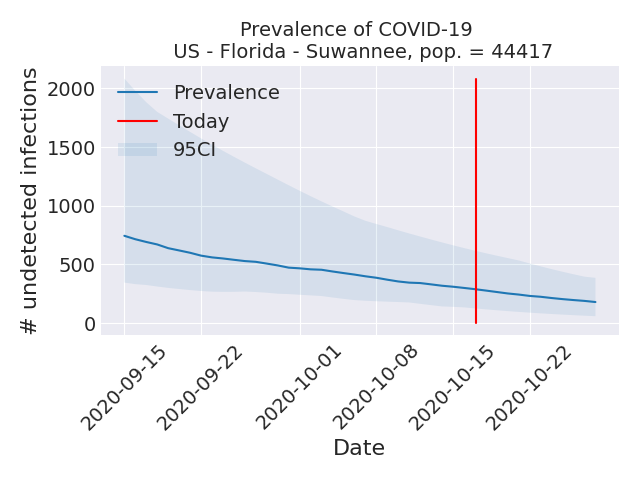 Prevalence of COVID-19
US - Florida - Suwannee, pop. = 44417
# undetected infections
2000
1500
1000
500
0
Prevalence
Today
95CI
2020-09-15
2020-09-22
2020-10-01
2020-10-08
2020-10-15
2020-10-22
Date